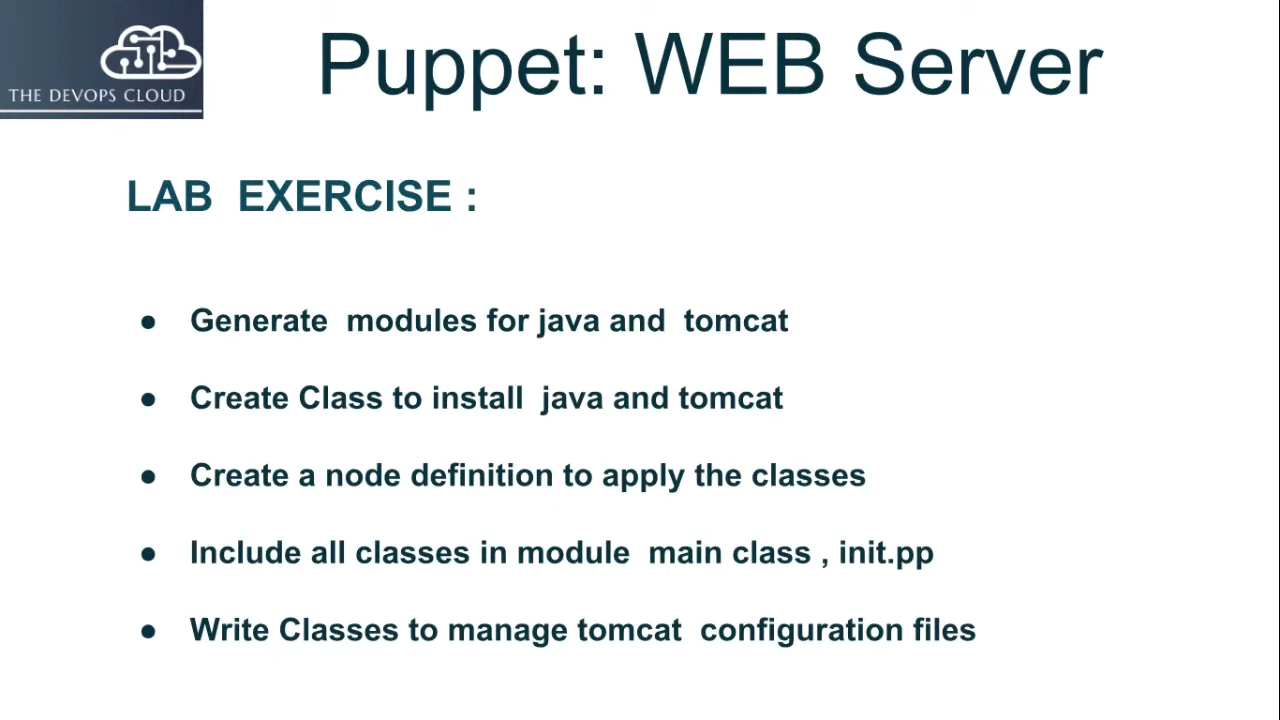 THE DEVOPS CLOUD
Puppet: WEB Server
LAB EXERCISE :
● Generate modules for java and tomcat
● Create Class to install java and tomcat
● Create a node definition to apply the classes
● Include all classes in module main class , init.pp
● Write Classes to manage tomcat configuration files